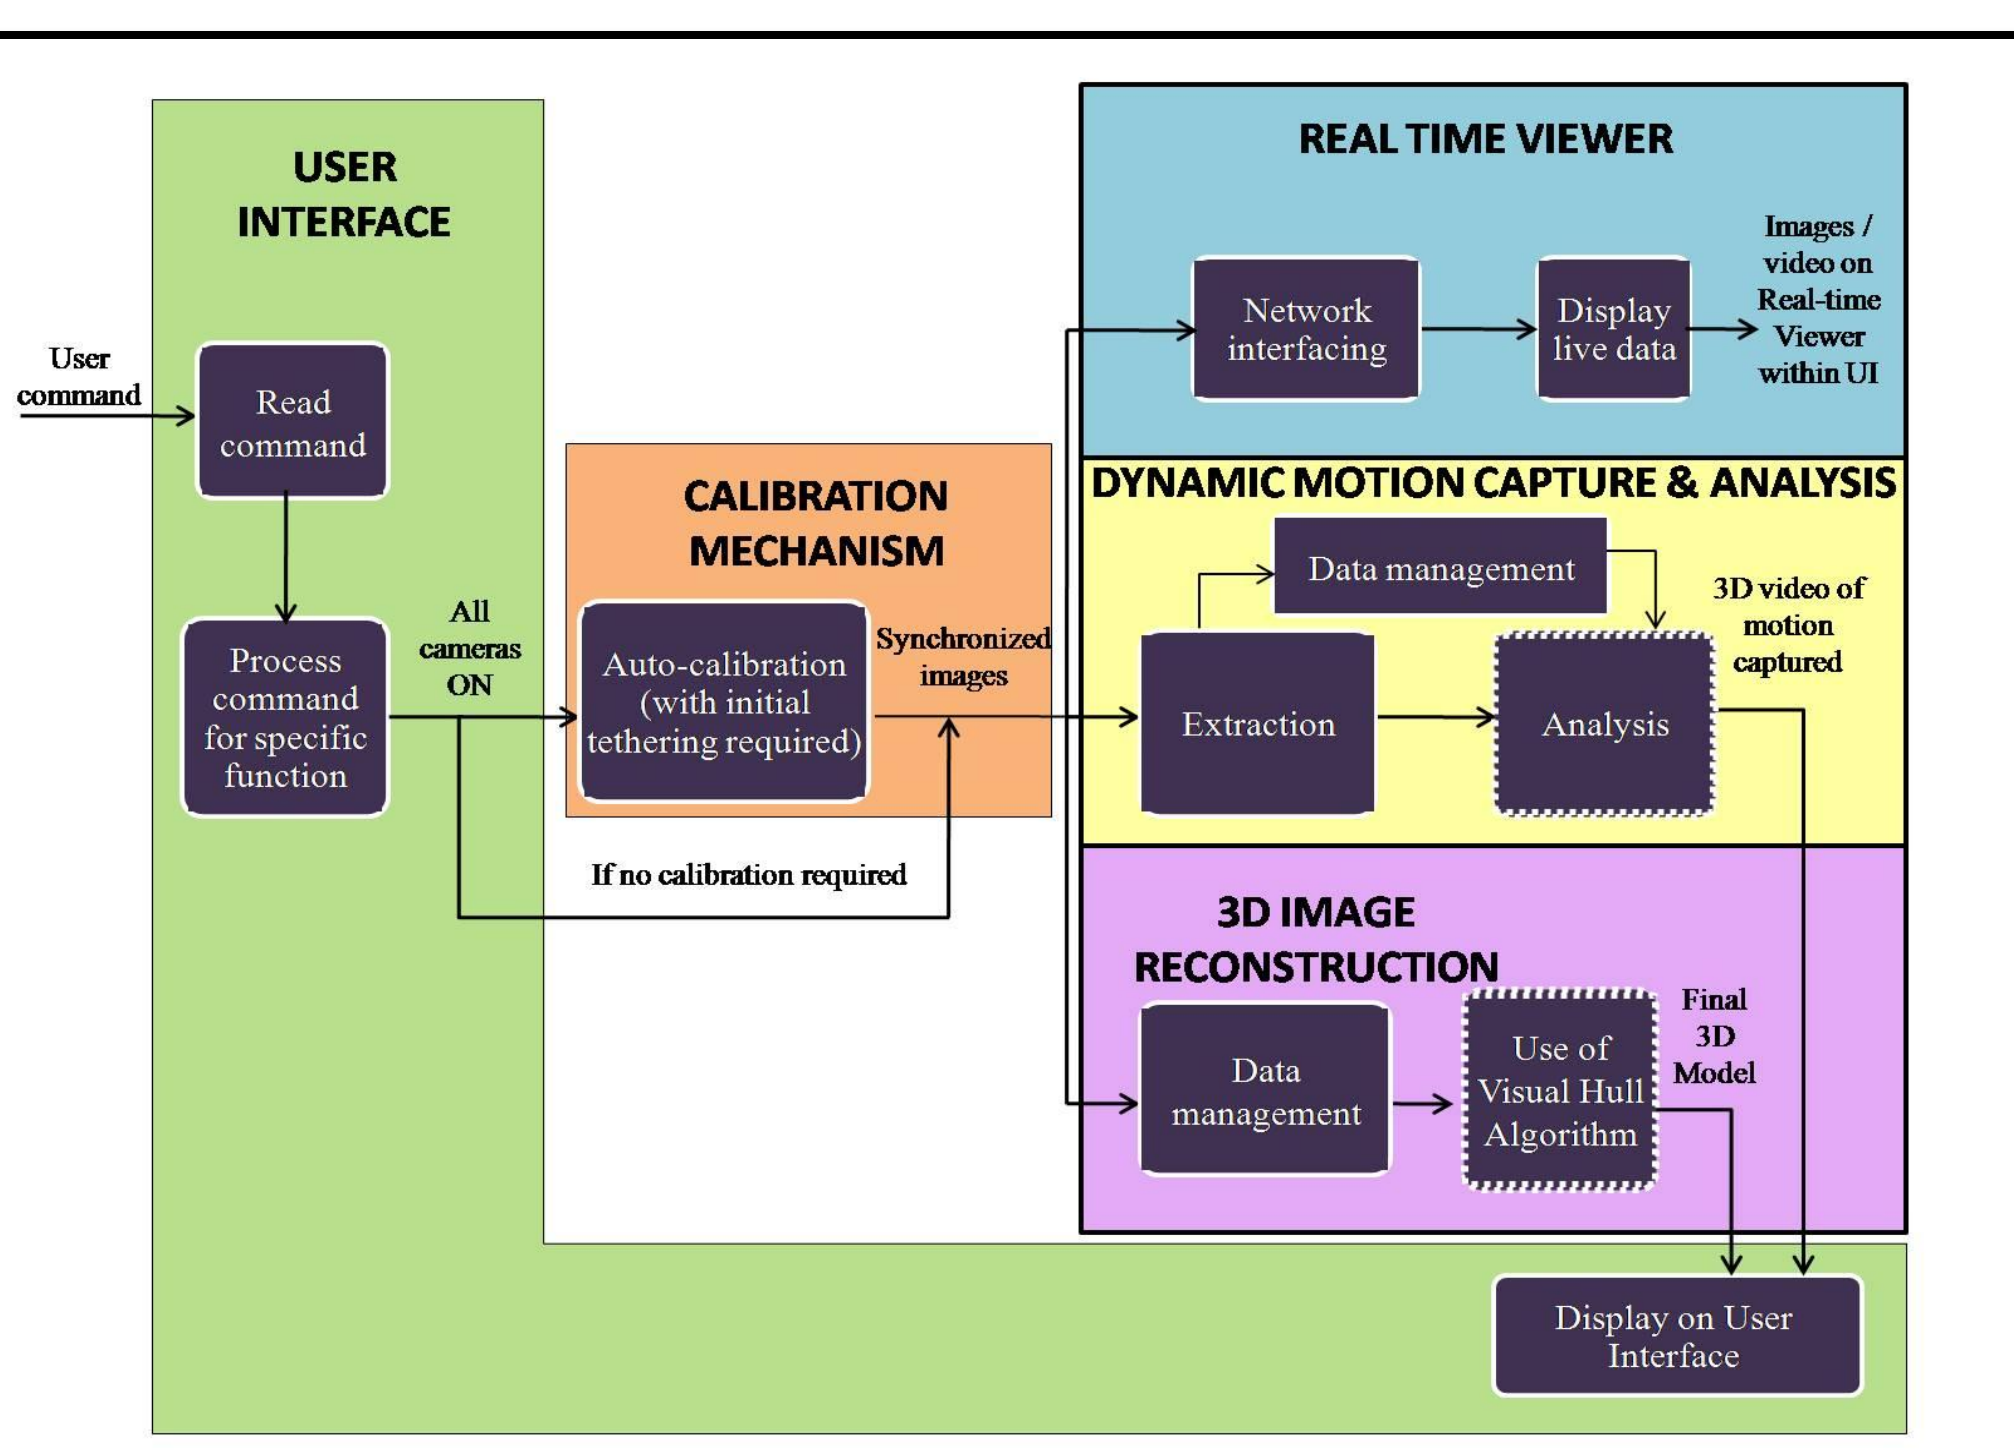 USER
INTERFACE
User
command
Read
command
Process
command
for specific
function
All
cameras
ON
CALIBRATION
MECHANISM
Auto-calibration
(with initial
tethering required)
Synchronized
images
If no calibration required
REAL TIME VIEWER
Network
interfacing
Display
live data
Images /
video on
Real-time
Viewer
within UI
DYNAMIC MOTION CAPTURE & ANALYSIS
Data management
Extraction
Analysis
3D video of
motion
captured
3D IMAGE
RECONSTRUCTION
Data
management
Use of
Visual Hull
Algorithm
Final
3D
Model
Display on User
Interface